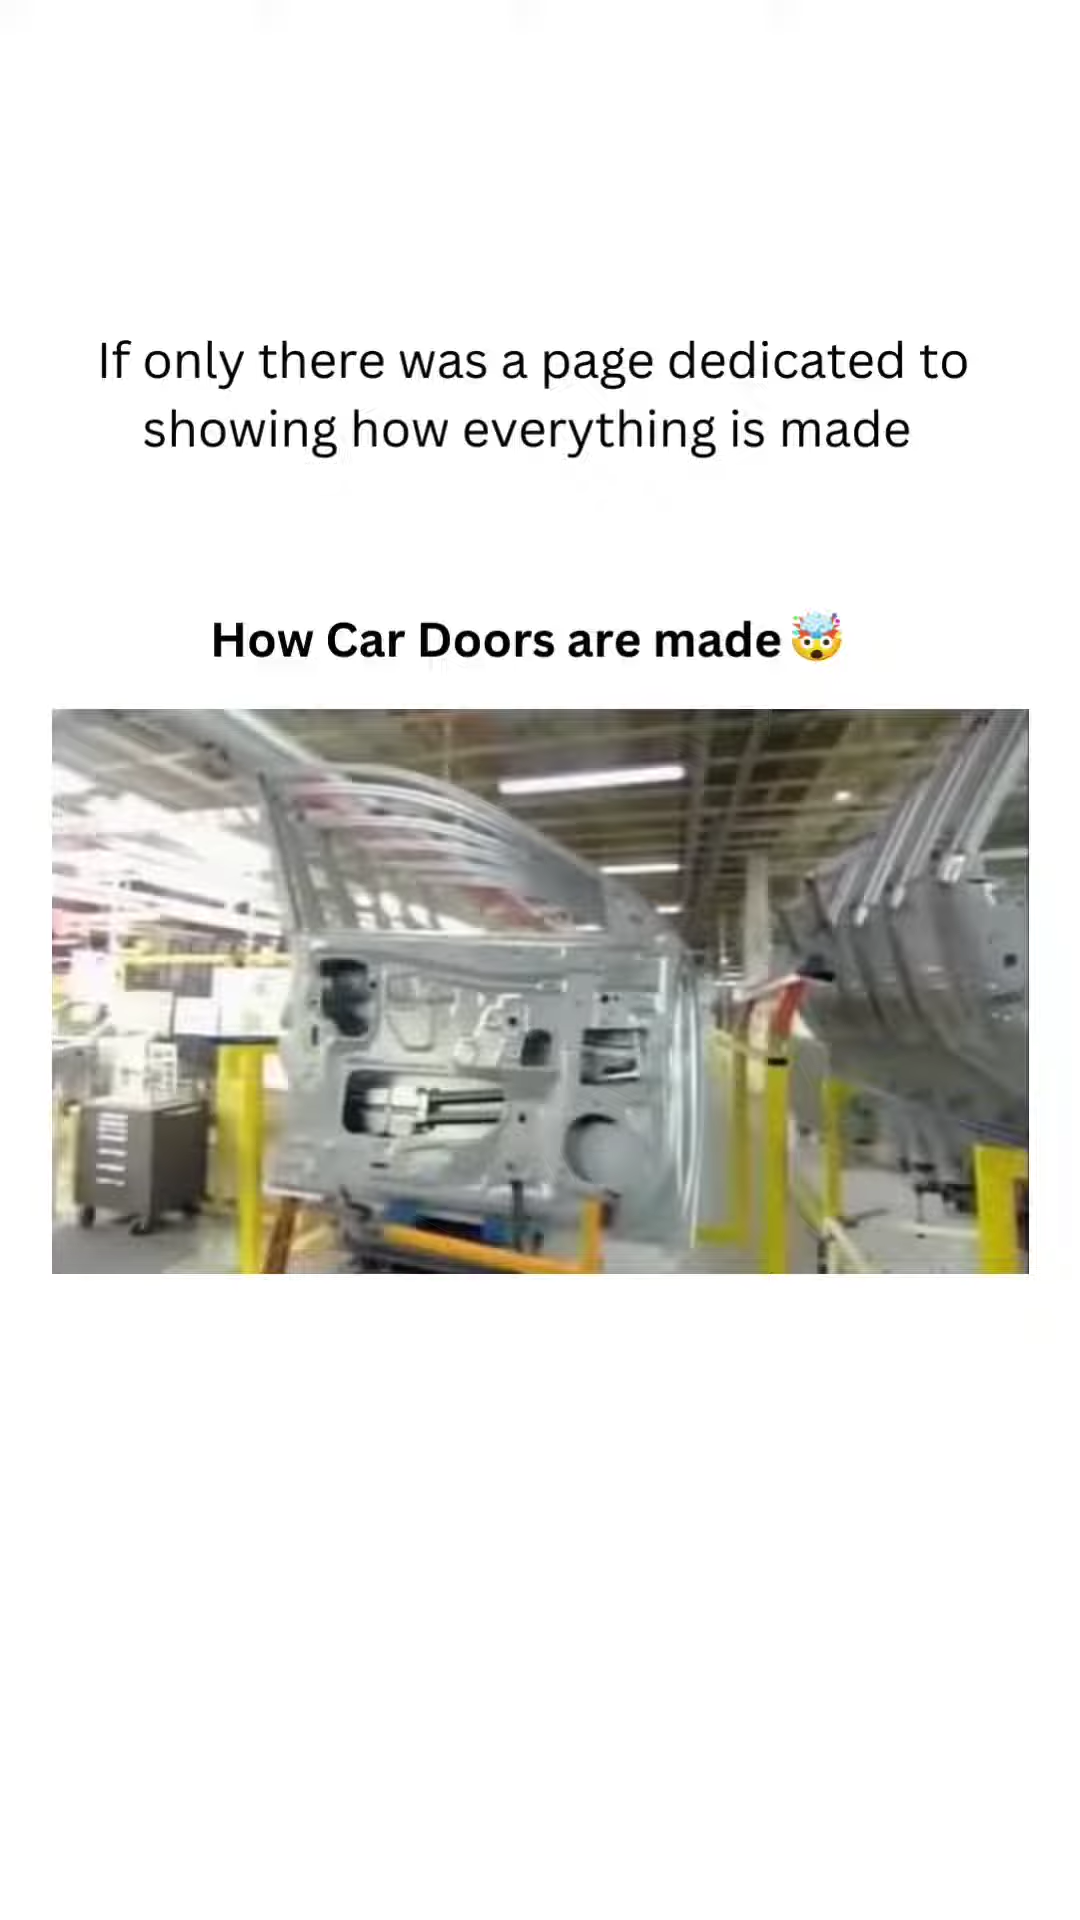 If only there was a page dedicated to
showing how everything is made
How Car Doors are made🤯